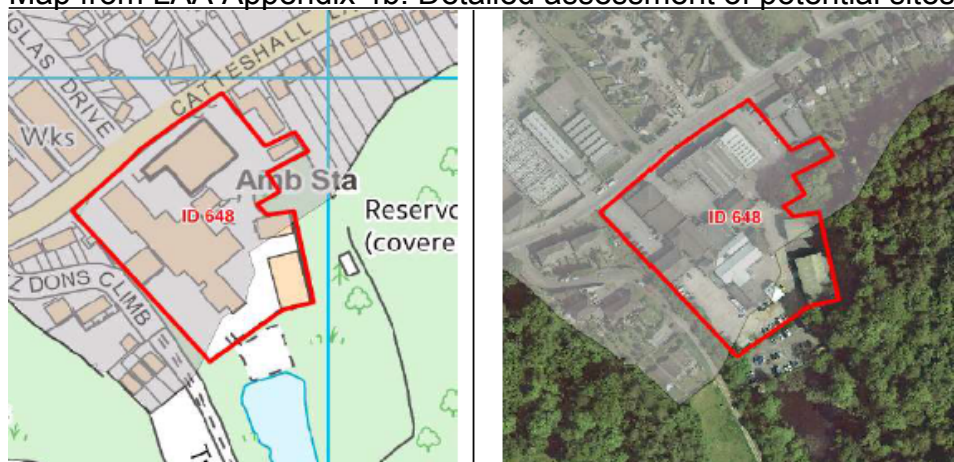 Map from LAA Appendix 4b: Detailed assessment of potential sites
GLAS DRIVE
CATTESHALL
Wks
Amb Sta
ID 648
Reservo
(covere
DONS CLIMB
ID 648